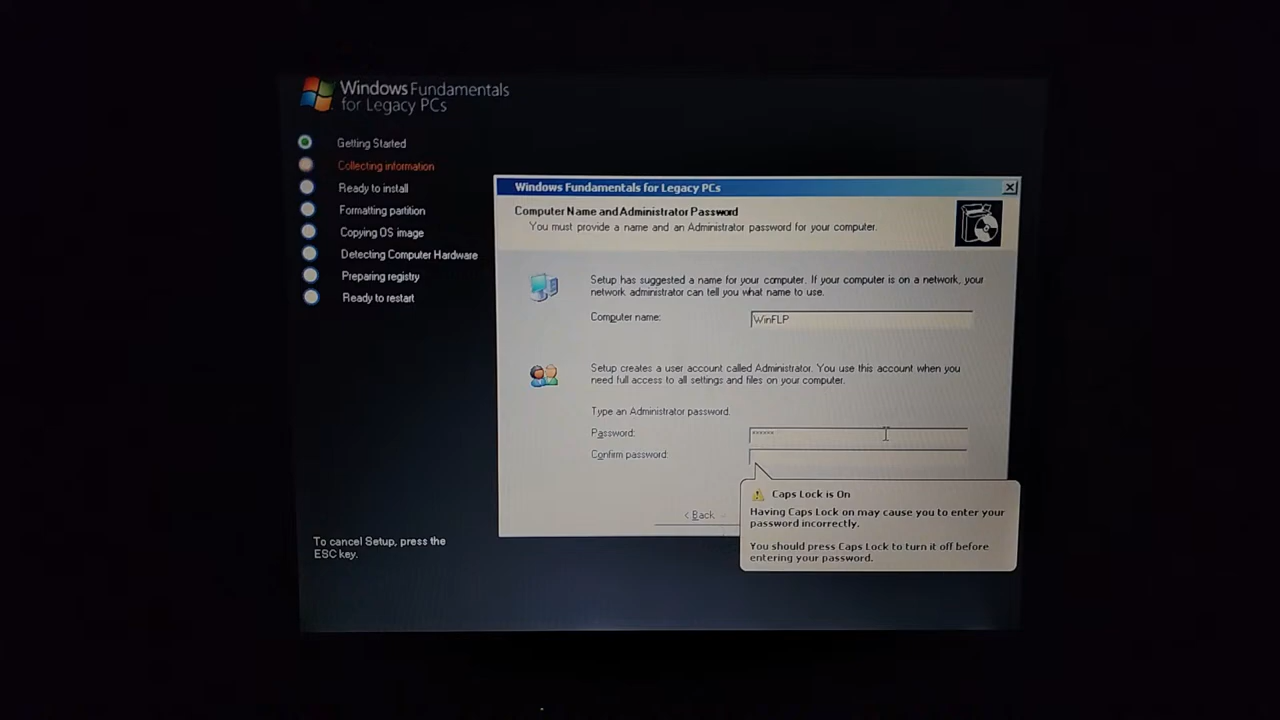 Windows Fundamentals
for Legacy PCs
Getting Started
Collecting information
Ready to install
Formatting partition
Copying OS image
Detecting Computer Hardware
Preparing registry
Ready to restart
To cancel Setup, press the
ESC key.
Windows Fundamentals for Legacy PCs
Computer Name and Administrator Password
You must provide a name and an Administrator password for your computer.
Setup has suggested a name for your computer. If your computer is on a network, your
network administrator can tell you what name to use.
Computer name:
WinFLP
Setup creates a user account called Administrator. You use this account when you
need full access to all settings and files on your computer.
Type an Administrator password.
Password:
******
Confirm password:
< Back
Caps Lock is On
Having Caps Lock on may cause you to enter your
password incorrectly.
You should press Caps Lock to turn it off before
entering your password.